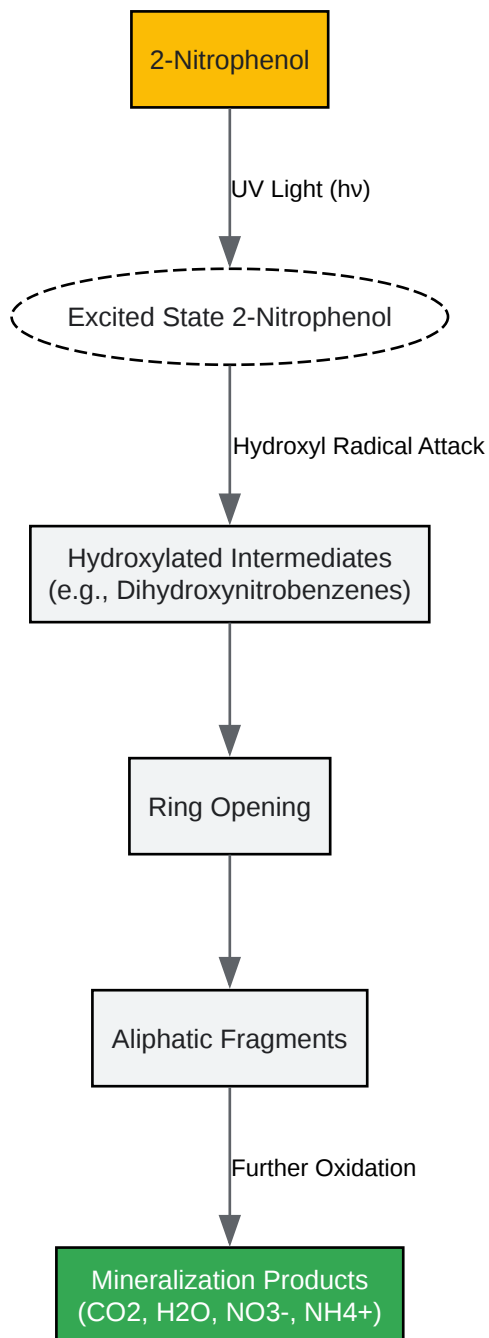 2-Nitrophenol
UV Light (hν)
Excited State 2-Nitrophenol
Hydroxyl Radical Attack
Hydroxylated Intermediates
(e.g., Dihydroxynitrobenzenes)
Ring Opening
Aliphatic Fragments
Further Oxidation
Mineralization Products
(CO2, H2O, NO3-, NH4+)